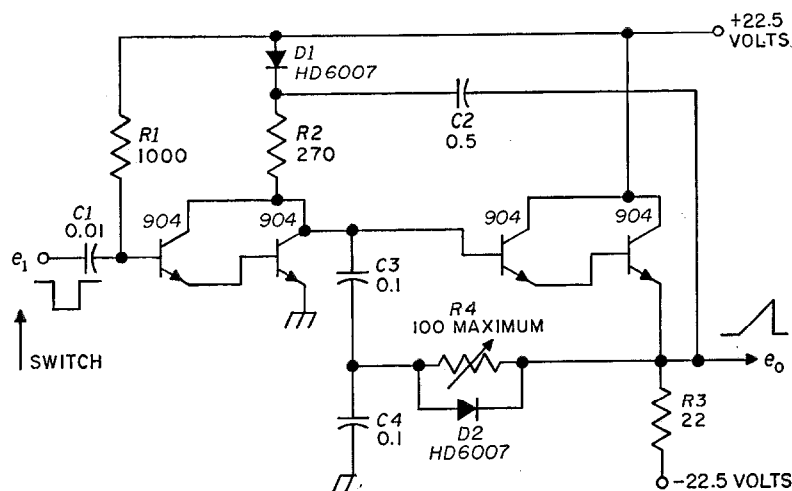 +22.5
VOLTS
D1
HD6007
R1
1000
R2
270
C2
0.5
C1
0.01
904
904
904
904
e1
C3
0.1
R4
100 MAXIMUM
SWITCH
eo
C4
0.1
D2
HD6007
R3
22
-22.5 VOLTS